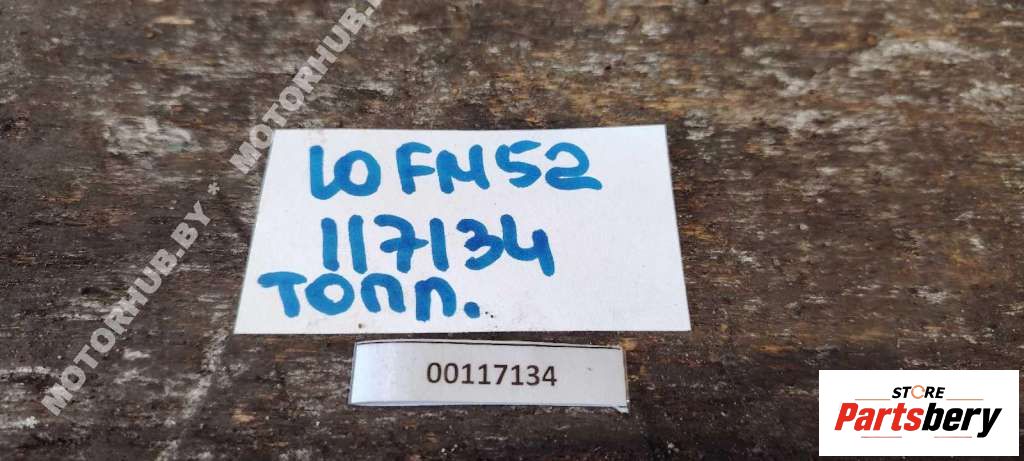 MOTORHUB.BY * MOTORHUB.BY
10FM52
117134
ТОПЛ.
00117134
STORE
Partsbery